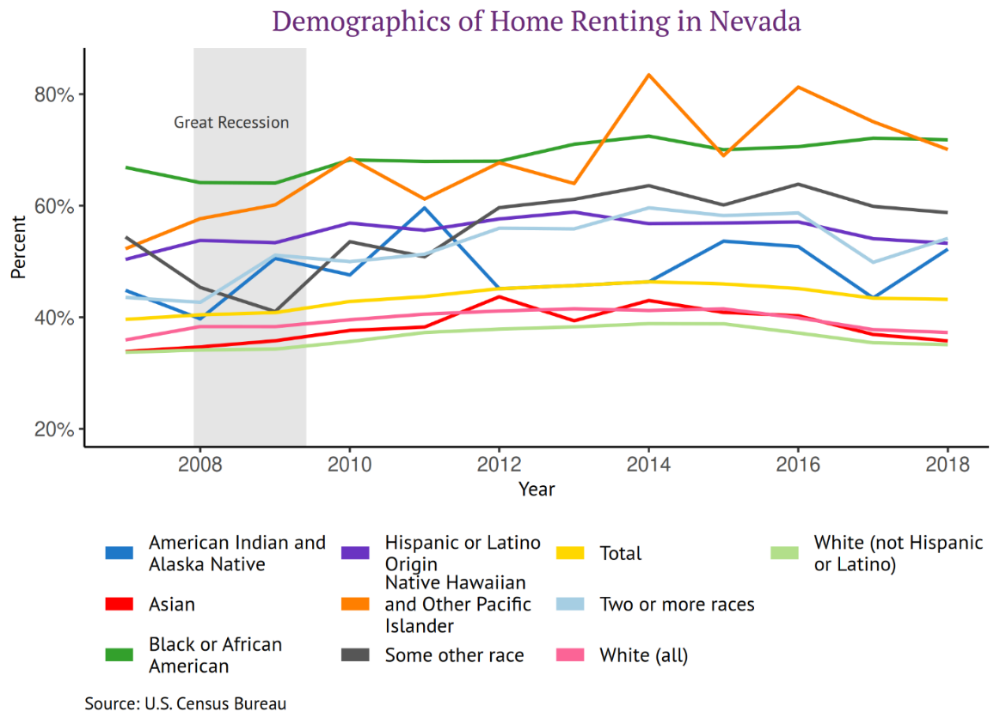 Demographics of Home Renting in Nevada
80%
60%
40%
20%
Percent
Great Recession
2008
2010
2012
2014
2016
2018
Year
American Indian and
Alaska Native
Asian
Black or African
American
Hispanic or Latino
Origin
Native Hawaiian
and Other Pacific
Islander
Some other race
Total
Two or more races
White (all)
White (not Hispanic
or Latino)
Source: U.S. Census Bureau